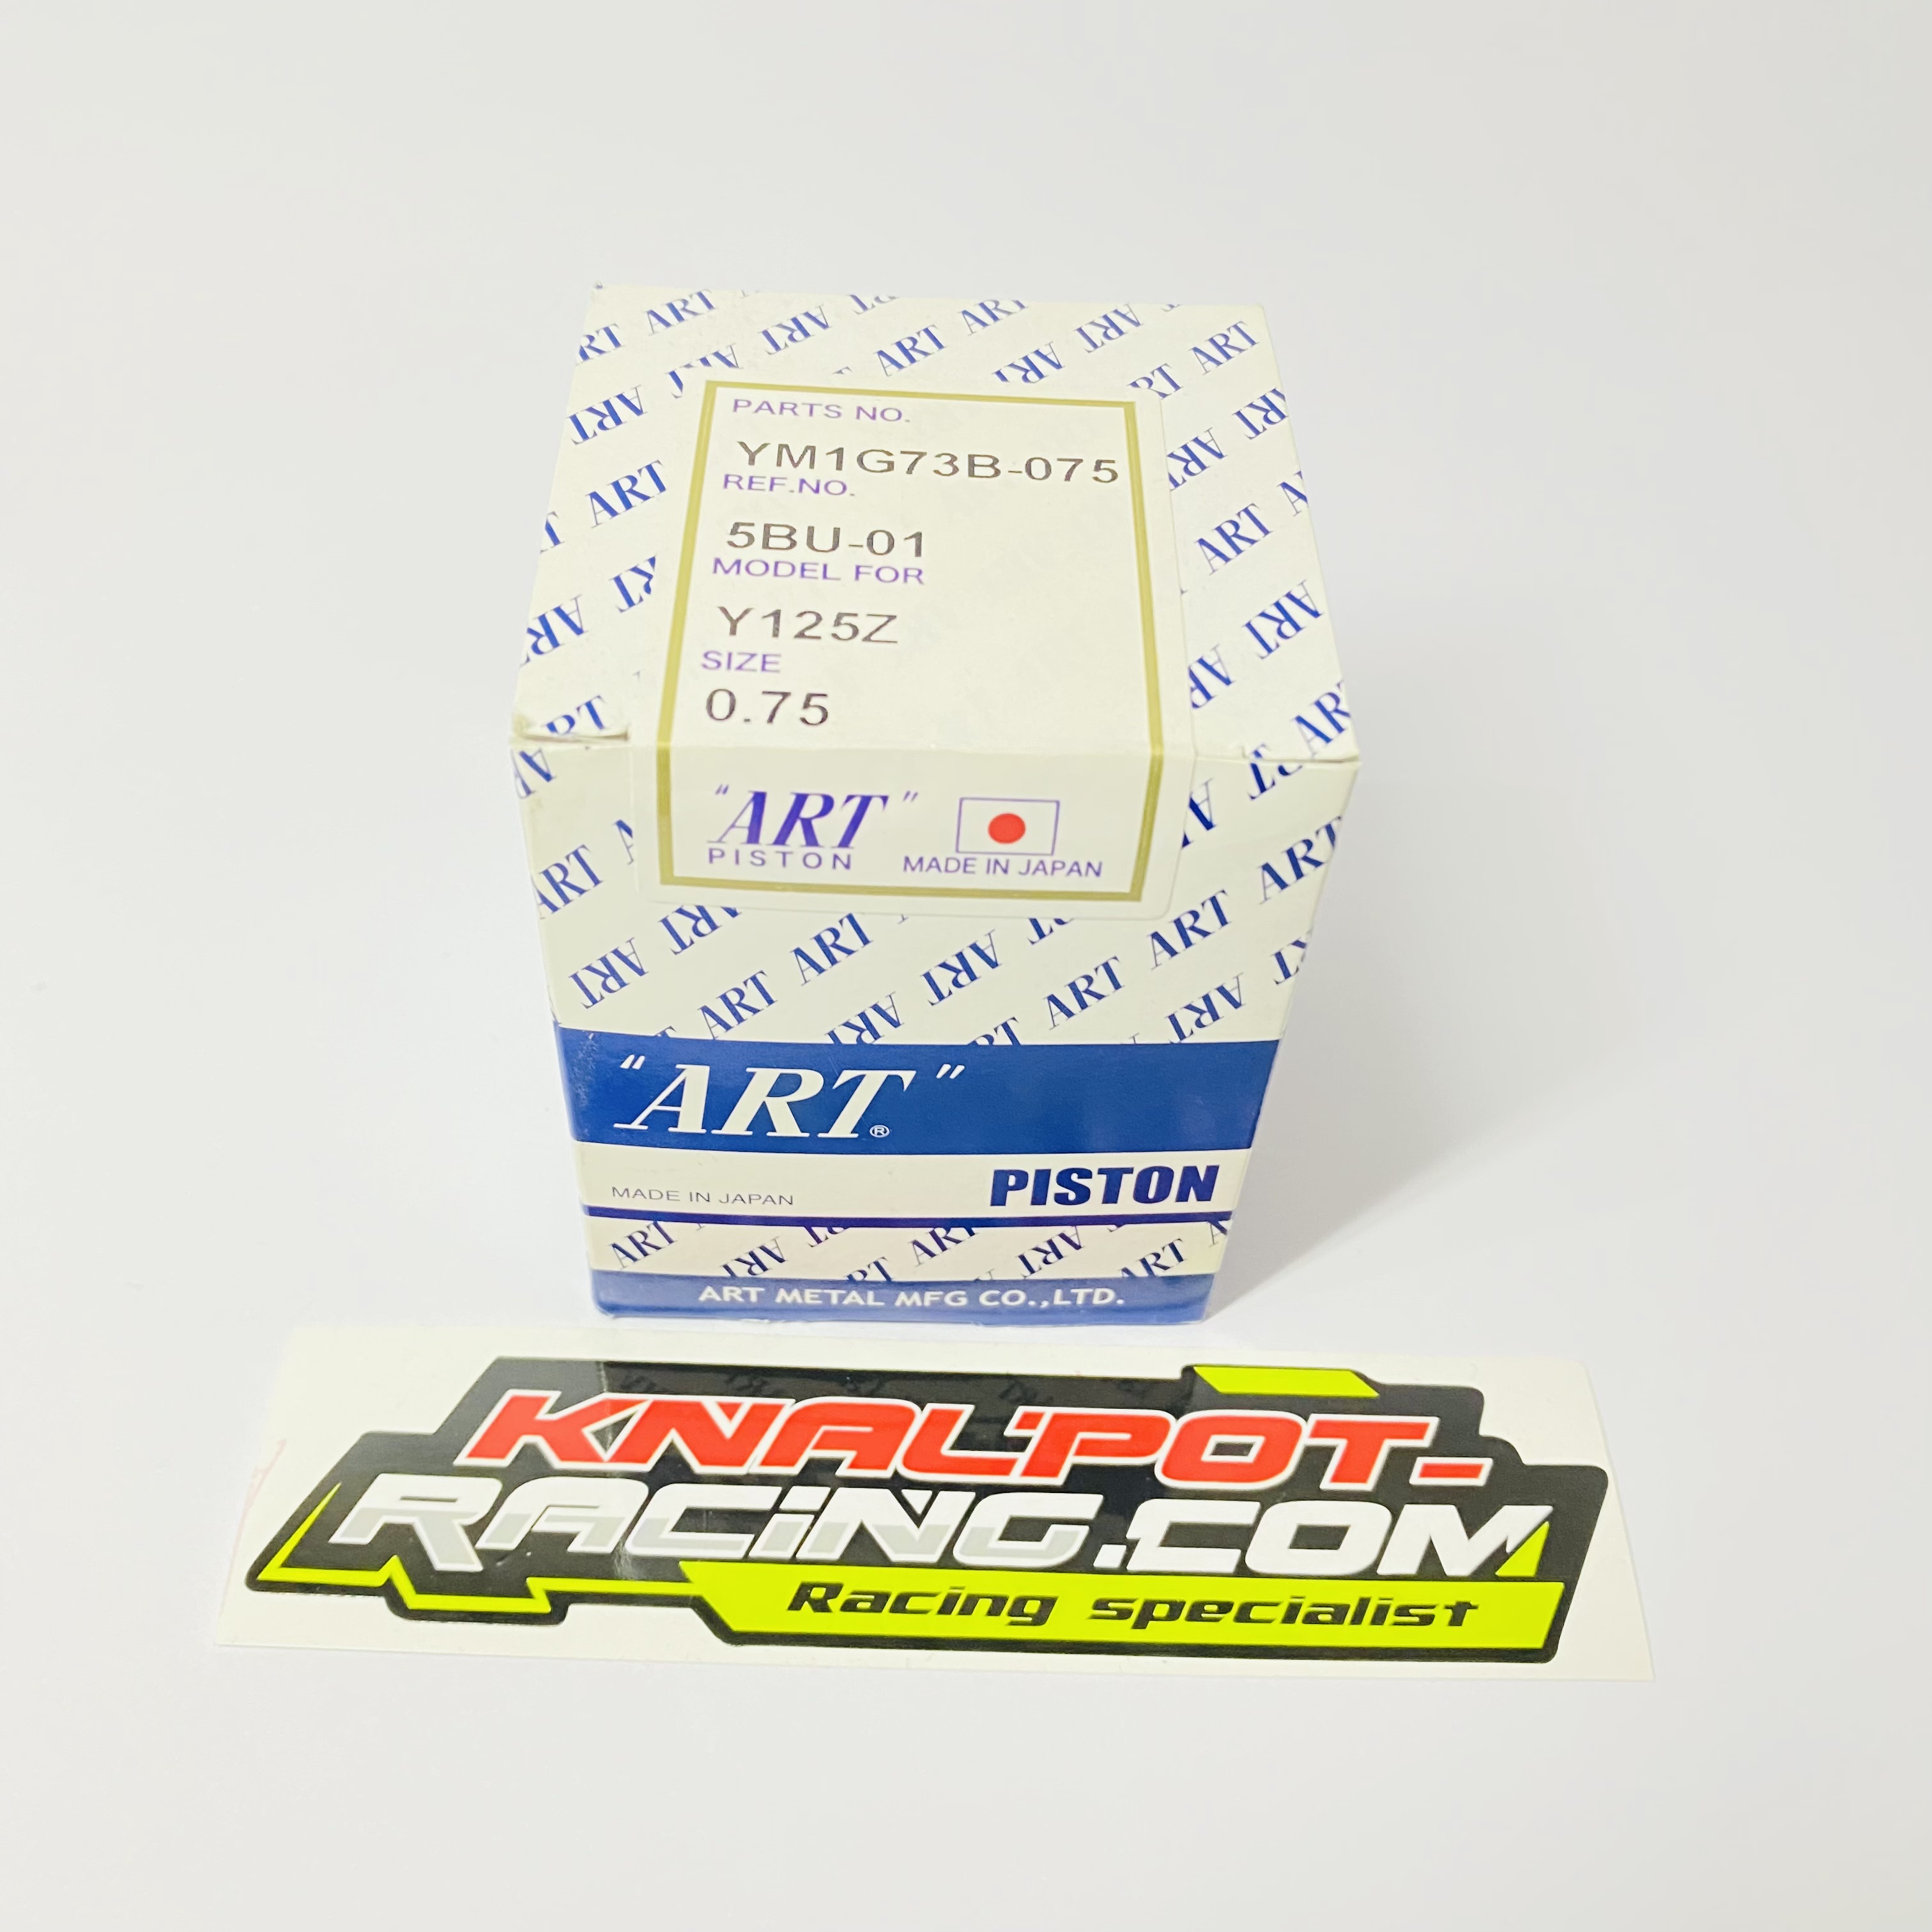 PARTS NO.
YM1G73B-075
REF.NO.
5BU-01
MODEL FOR
Y125Z
SIZE
0.75
"ART"
PISTON
MADE IN JAPAN
"ART"®
MADE IN JAPAN
PISTON
ART METAL MFG CO.,LTD.
KNALPOT-
RACING.COM
Racing specialist